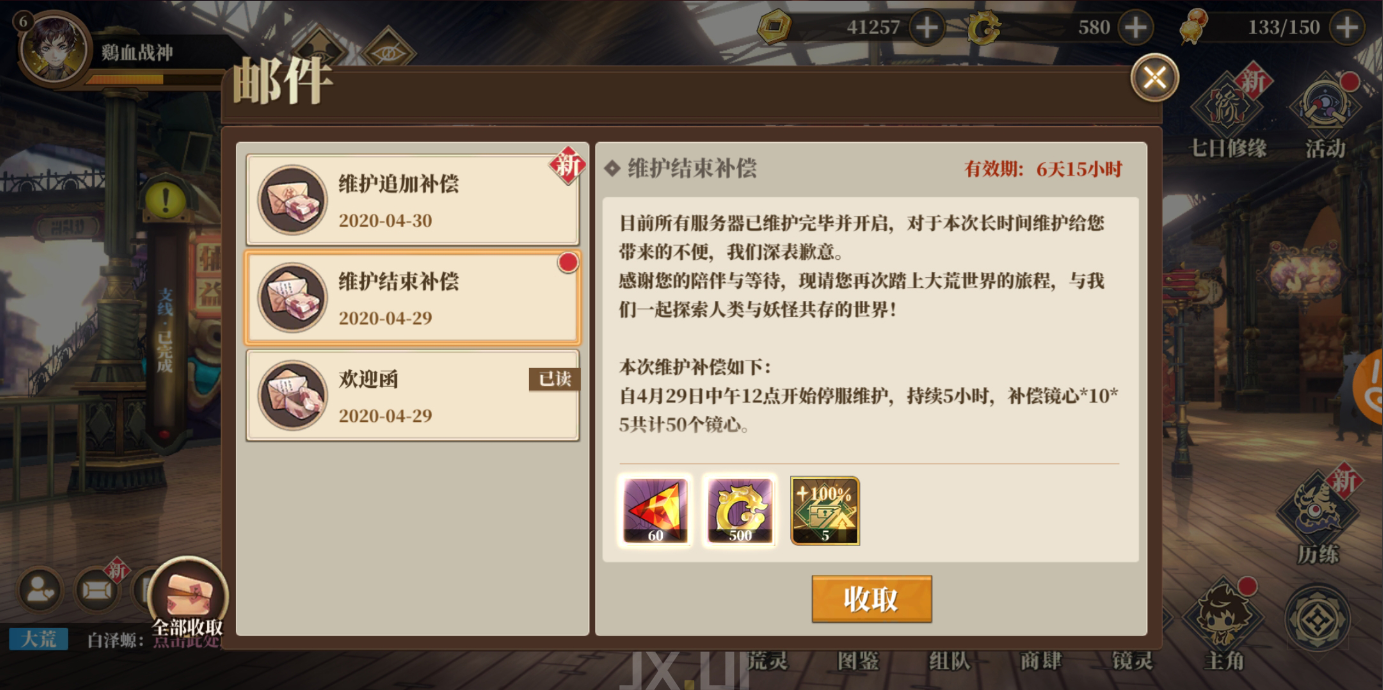 6
鷄血战神
41257
580
133/150
邮件
新
七日修缘
活动
新
维护追加补偿
2020-04-30
维护结束补偿
2020-04-29
欢迎函
已读
2020-04-29
维护结束补偿
有效期：6天15小时
目前所有服务器已维护完毕并开启，对于本次长时间维护给您
带来的不便，我们深表歉意。
感谢您的陪伴与等待，现请您再次踏上大荒世界的旅程，与我
们一起探索人类与妖怪共存的世界！
本次维护补偿如下：
自4月29日中午12点开始停服维护，持续5小时，补偿镜心*10*
5共计50个镜心。
60
500
+100%
5
收取
支线·已完成
新
历练
新
全部收取
大荒
白泽螈：点击此处
荒灵
图鉴
组队
商肆
镜灵
主角